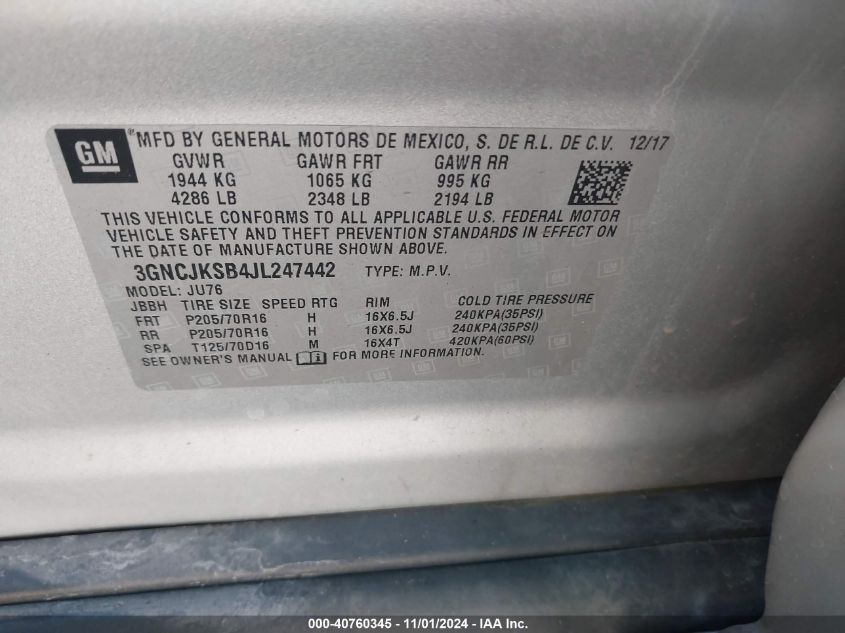 GM
® MFD BY GENERAL MOTORS DE MEXICO, S. DE R.L. DE C.V. 12/17
GVWR GAWR FRT GAWR RR
1944 KG 1065 KG 995 KG
4286 LB 2348 LB 2194 LB
THIS VEHICLE CONFORMS TO ALL APPLICABLE U.S. FEDERAL MOTOR
VEHICLE SAFETY AND THEFT PREVENTION STANDARDS IN EFFECT ON
THE DATE OF MANUFACTURE SHOWN ABOVE.
3GNCJKSB4JL247442 TYPE: M.P.V.
MODEL: JU76
JBBH TIRE SIZE SPEED RTG RIM COLD TIRE PRESSURE
FRT P205/70R16 H 16X6.5J 240KPA(35PSI)
RR P205/70R16 H 16X6.5J 240KPA(35PSI)
SPA T125/70D16 M 16X4T 420KPA(60PSI)
SEE OWNER'S MANUAL FOR MORE INFORMATION.
000-40760345 - 11/01/2024 - IAA Inc.